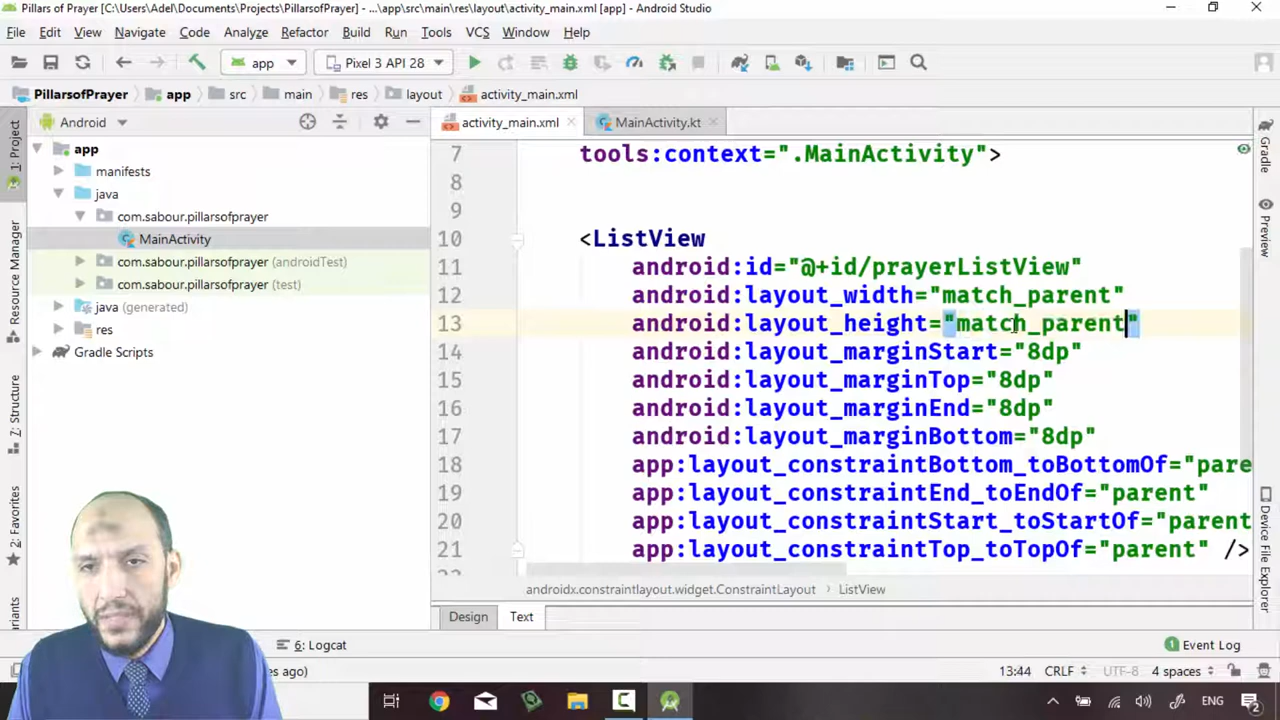 Pillars of Prayer [C:\Users\Adel\Documents\Projects\PillarsofPrayer] - ...\app\src\main\res\layout\activity_main.xml [app] - Android Studio
File Edit View Navigate Code Analyze Refactor Build Run Tools VCS Window Help
app Pixel 3 API 28
PillarsofPrayer app src main res layout activity_main.xml
Android activity_main.xml MainActivity.kt
1: Project
Resource Manager
Z: Structure
2: Favorites
app
manifests
java
com.sabour.pillarsofprayer
MainActivity
com.sabour.pillarsofprayer (androidTest)
com.sabour.pillarsofprayer (test)
java (generated)
res
Gradle Scripts
7 tools:context=".MainActivity">
8
9
10 <ListView
11 android:id="@+id/prayerListView"
12 android:layout_width="match_parent"
13 android:layout_height="match_parent"
14 android:layout_marginStart="8dp"
15 android:layout_marginTop="8dp"
16 android:layout_marginEnd="8dp"
17 android:layout_marginBottom="8dp"
18 app:layout_constraintBottom_toBottomOf="pare
19 app:layout_constraintEnd_toEndOf="parent"
20 app:layout_constraintStart_toStartOf="parent
21 app:layout_constraintTop_toTopOf="parent" />
androidx.constraintlayout.widget.ConstraintLayout › ListView
Design Text
Gradle
Preview
Device File Explorer
6: Logcat
1 Event Log
es ago)
13:44 CRLF UTF-8 4 spaces
ENG
2